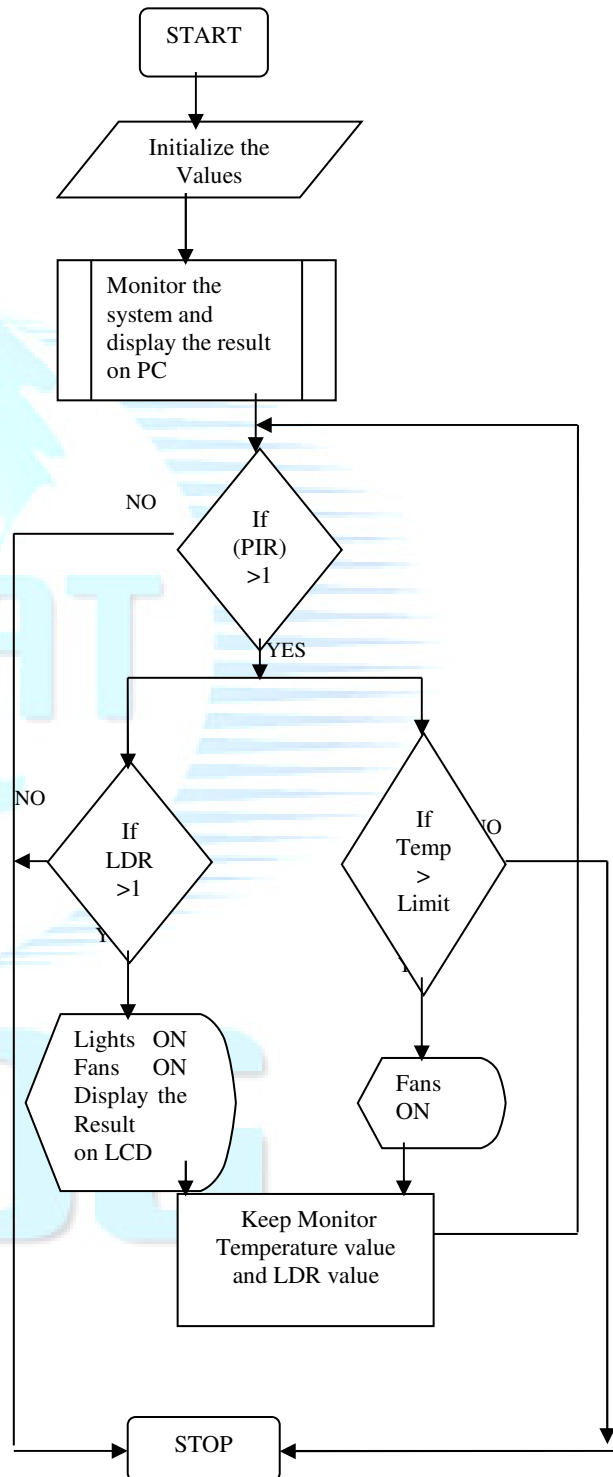 START
Initialize the
Values
Monitor the
system and
display the result
on PC
NO
If
(PIR)
>1
YES
NO
If
LDR
>1
Y
If
Temp
>
Limit
Lights ON
Fans ON
Display the
Result
on LCD
Fans
ON
Keep Monitor
Temperature value
and LDR value
STOP